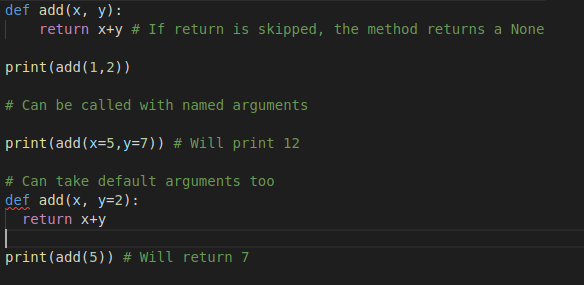 def add(x, y):
    return x+y # If return is skipped, the method returns a None
print(add(1,2))
# Can be called with named arguments
print(add(x=5,y=7)) # Will print 12
# Can take default arguments too
def add(x, y=2):
  return x+y
print(add(5)) # Will return 7